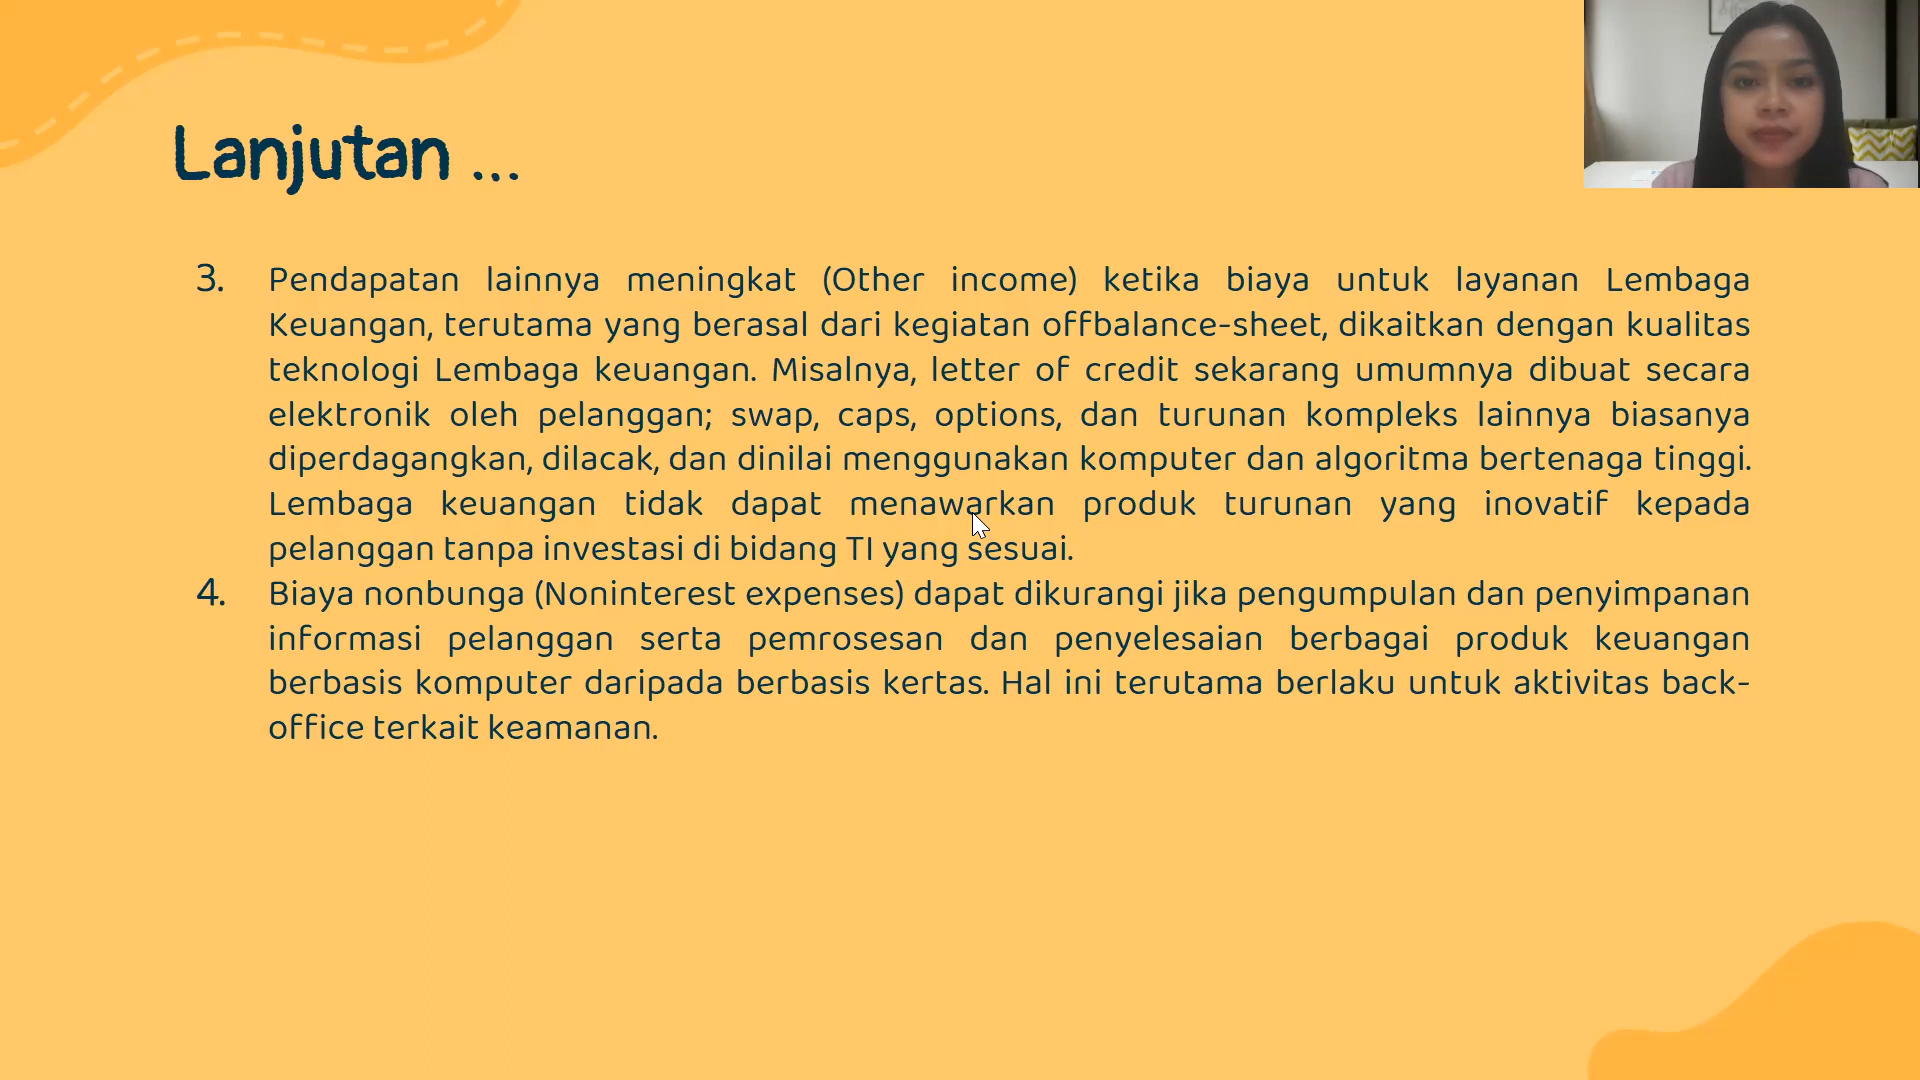 Lanjutan ...
3. Pendapatan lainnya meningkat (Other income) ketika biaya untuk layanan Lembaga
Keuangan, terutama yang berasal dari kegiatan offbalance-sheet, dikaitkan dengan kualitas
teknologi Lembaga keuangan. Misalnya, letter of credit sekarang umumnya dibuat secara
elektronik oleh pelanggan; swap, caps, options, dan turunan kompleks lainnya biasanya
diperdagangkan, dilacak, dan dinilai menggunakan komputer dan algoritma bertenaga tinggi.
Lembaga keuangan tidak dapat menawarkan produk turunan yang inovatif kepada
pelanggan tanpa investasi di bidang TI yang sesuai.
4. Biaya nonbunga (Noninterest expenses) dapat dikurangi jika pengumpulan dan penyimpanan
informasi pelanggan serta pemrosesan dan penyelesaian berbagai produk keuangan
berbasis komputer daripada berbasis kertas. Hal ini terutama berlaku untuk aktivitas back-
office terkait keamanan.